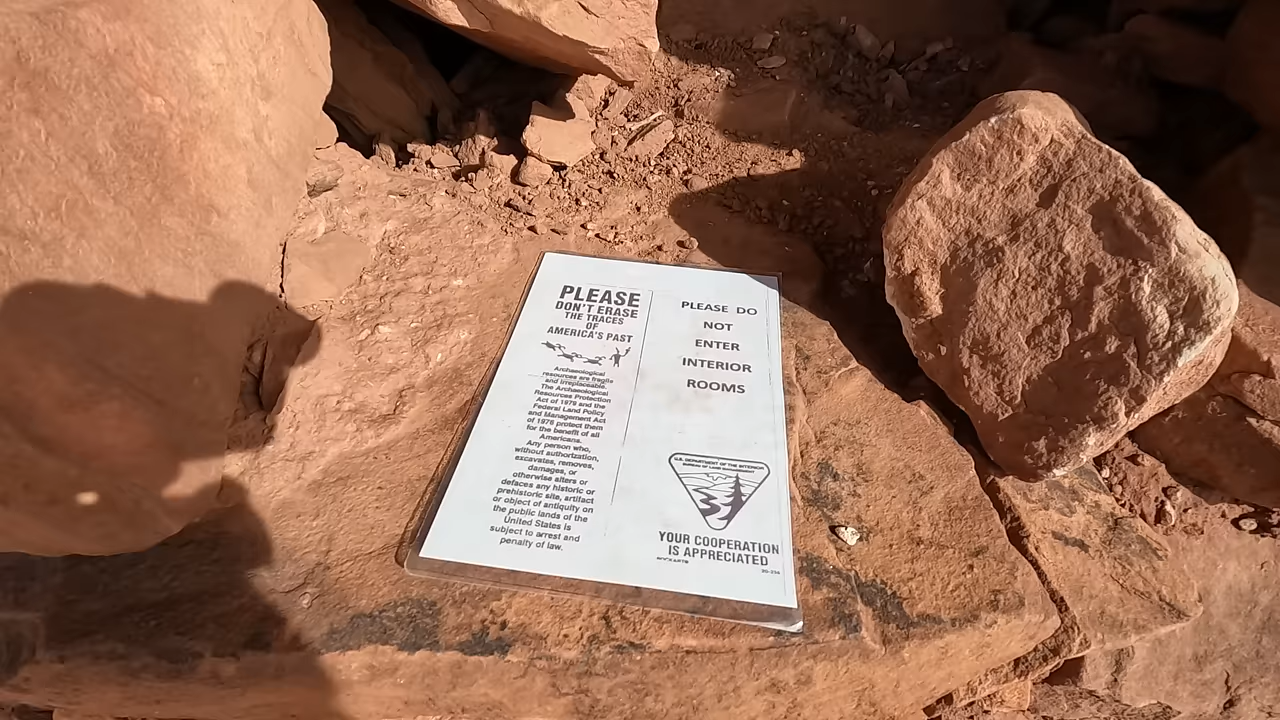 PLEASE
DON'T ERASE
THE TRACES
OF
AMERICA'S PAST
Archaeological
resources are fragile
and irreplaceable.
The Archaeological
Resources Protection
Act of 1979 and the
Federal Land Policy
and Management Act
of 1976 protect them
for the benefit of all
Americans.
Any person who,
without authorization,
excavates, removes,
damages, or
otherwise alters or
defaces any historic or
prehistoric site, artifact
or object of antiquity on
the public lands of the
United States is
subject to arrest and
penalty of law.
PLEASE DO
NOT
ENTER
INTERIOR
ROOMS
U.S. DEPARTMENT OF THE INTERIOR
BUREAU OF LAND MANAGEMENT
YOUR COOPERATION
IS APPRECIATED